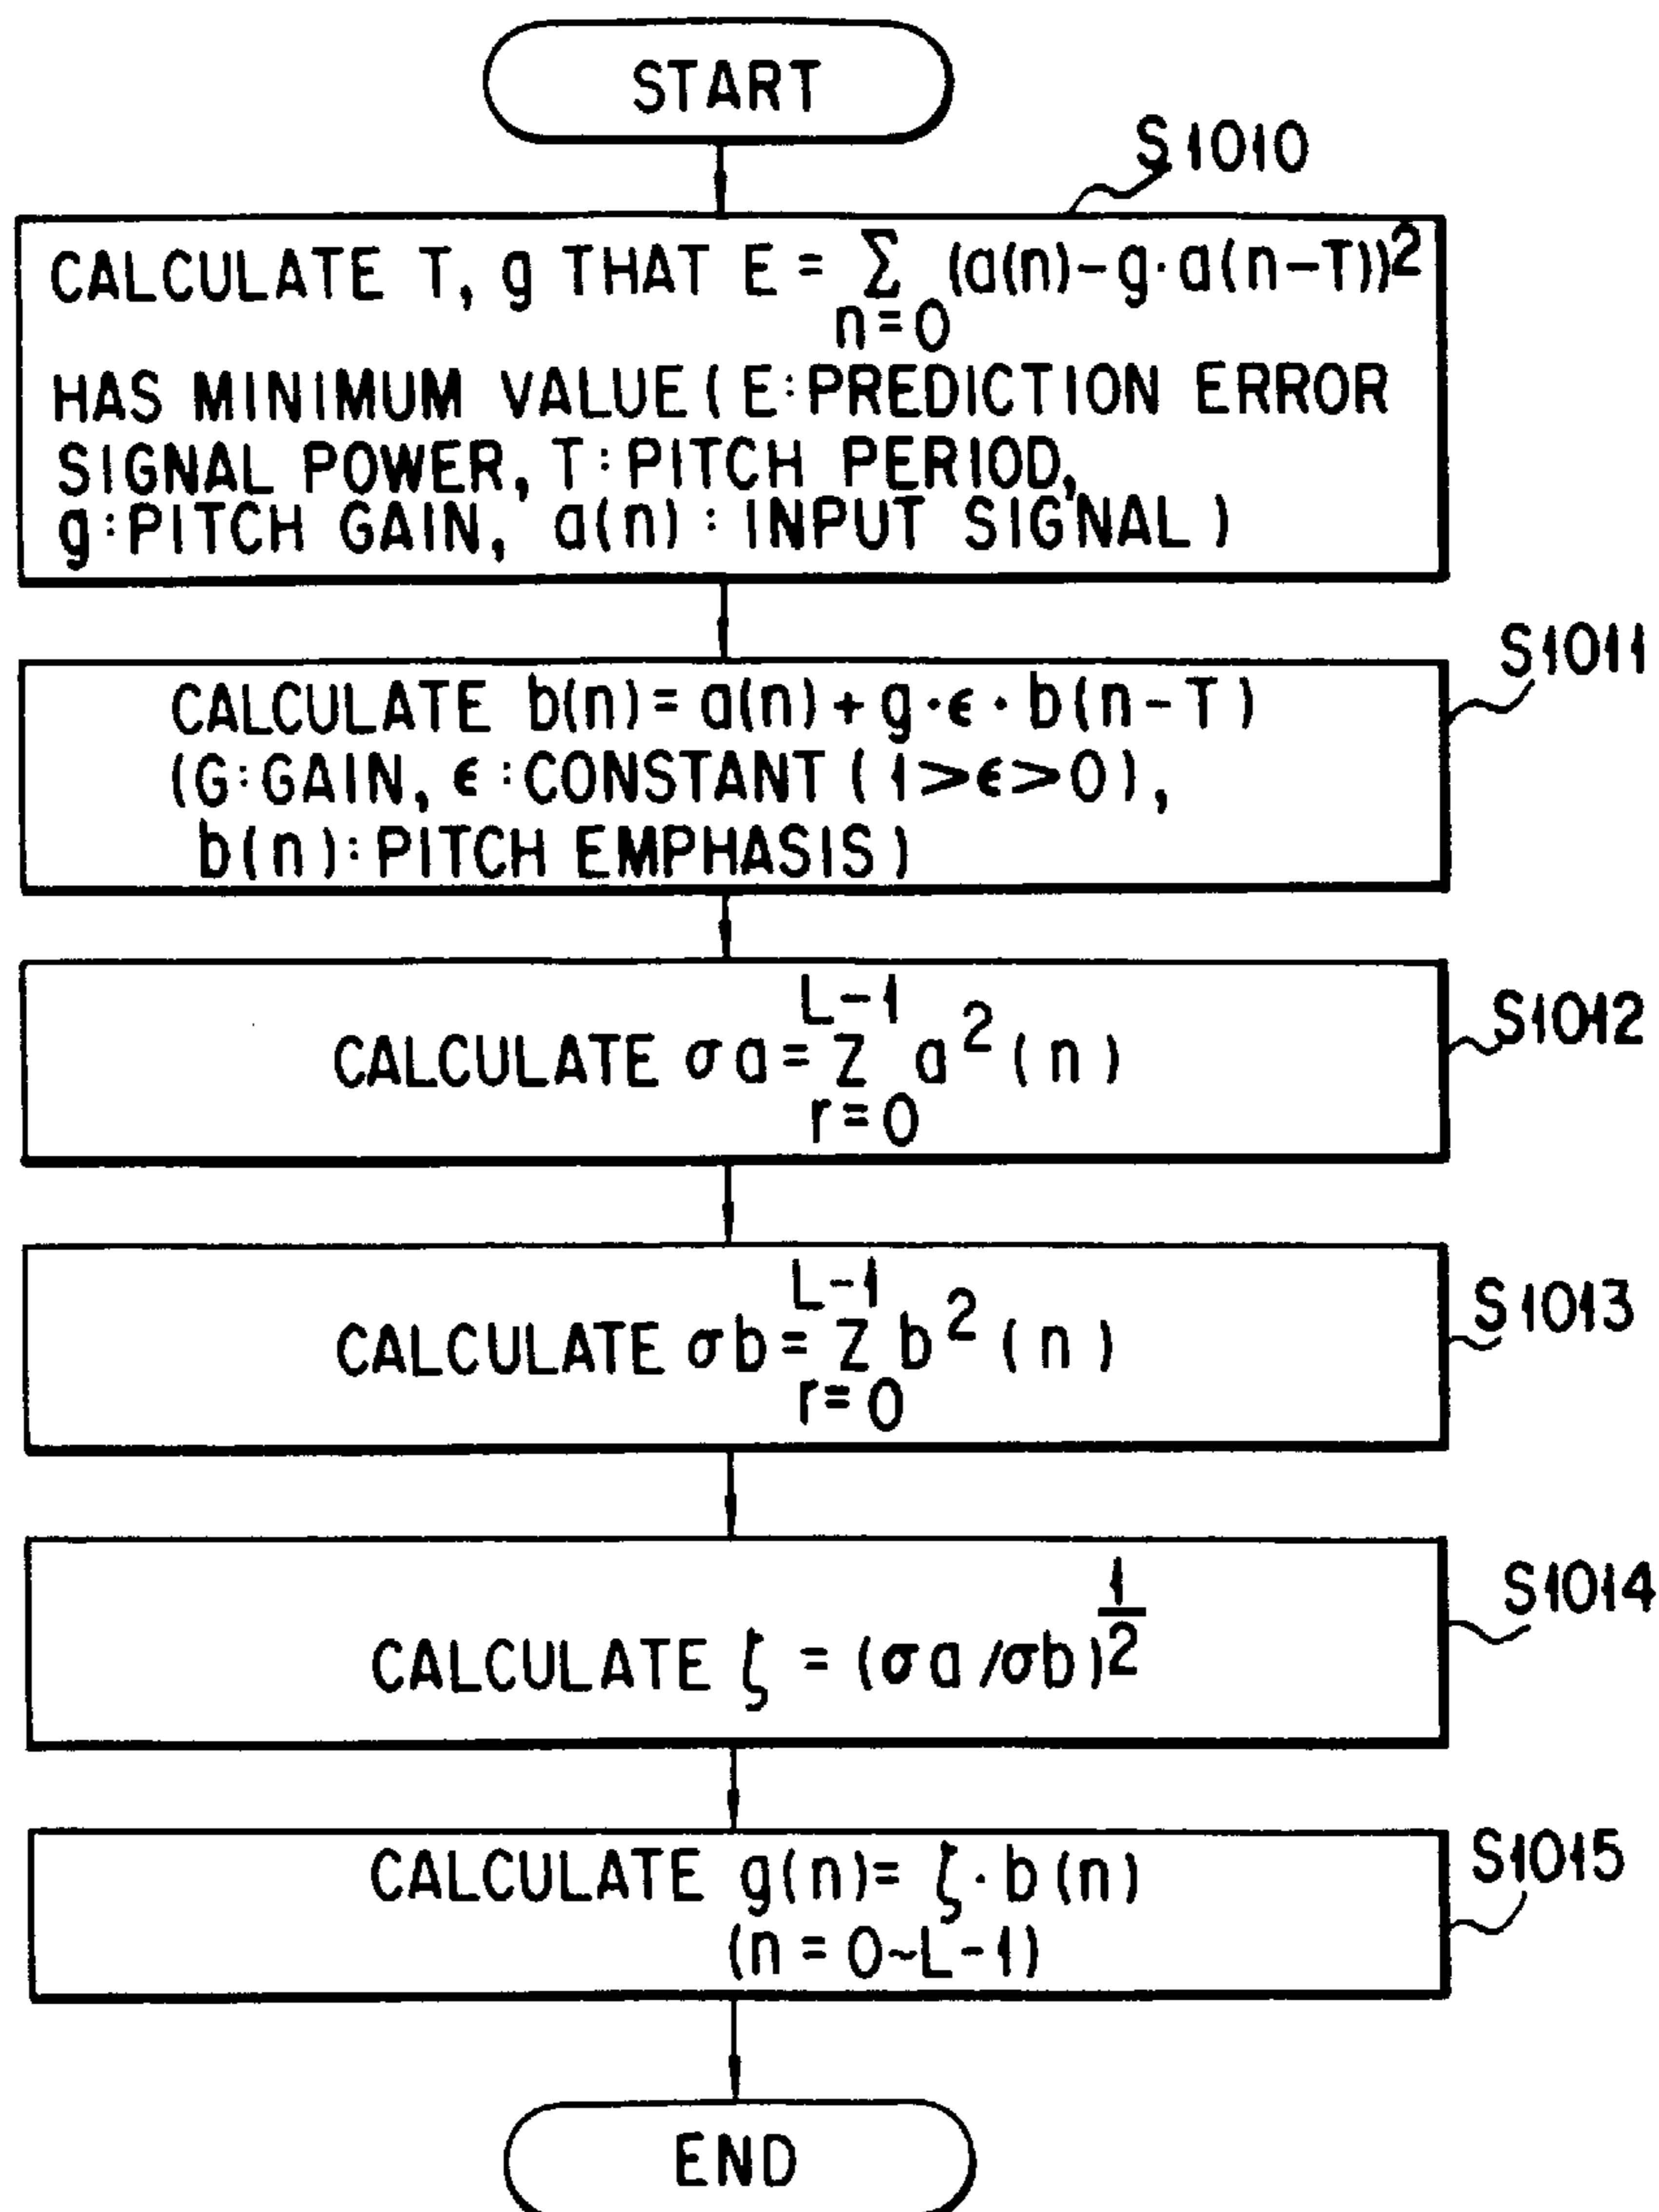 START
S1010
CALCULATE T, g THAT E = Σ (a(n)-g·a(n-T))²
n=0
HAS MINIMUM VALUE (E:PREDICTION ERROR
SIGNAL POWER, T:PITCH PERIOD,
g:PITCH GAIN, a(n): INPUT SIGNAL)
S1011
CALCULATE b(n)=a(n)+g·ϵ·b(n-T)
(G:GAIN, ϵ:CONSTANT (1>ϵ>0),
b(n):PITCH EMPHASIS)
S1012
L-1
CALCULATE σa=Z a²(n)
r=0
S1013
L-1
CALCULATE σb=Z b²(n)
r=0
S1014
CALCULATE ζ = (σa/σb)^1/2
S1015
CALCULATE g(n)= ζ·b(n)
(n=0~L-1)
END